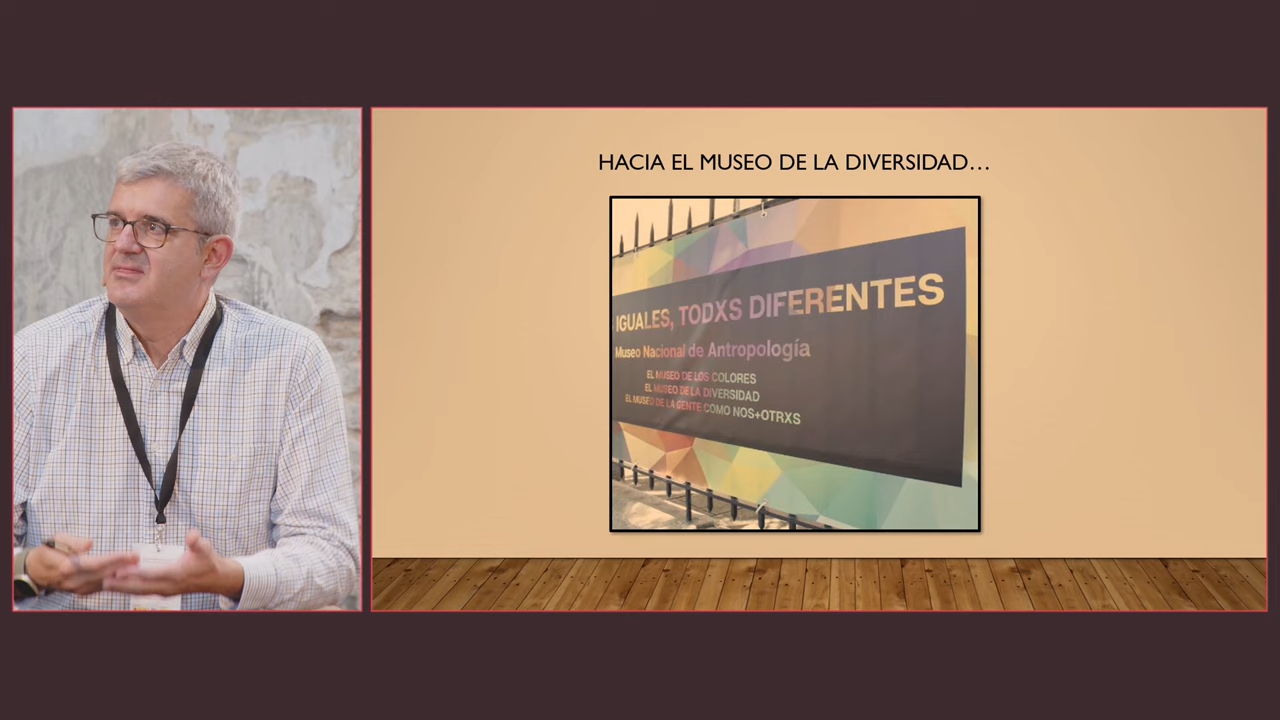 HACIA EL MUSEO DE LA DIVERSIDAD...
IGUALES, TODXS DIFERENTES
Museo Nacional de Antropología
EL MUSEO DE LOS COLORES
EL MUSEO DE LA DIVERSIDAD
EL MUSEO DE LA GENTE COMO NOS+OTRXS